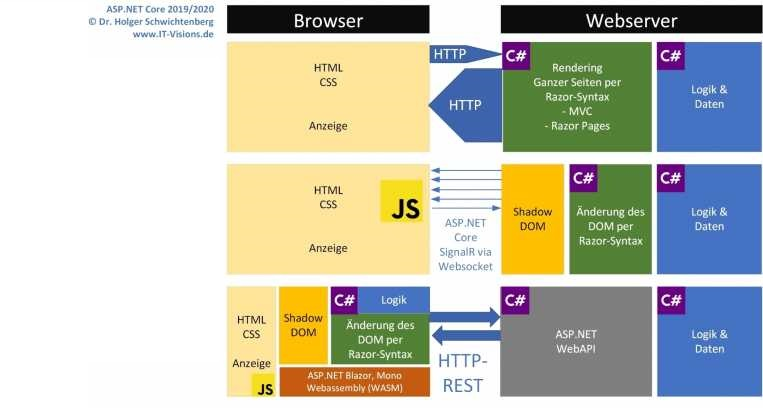 ASP.NET Core 2019/2020
© Dr. Holger Schwichtenberg
www.IT-Visions.de
Browser
Webserver
HTML
CSS
Anzeige
HTTP
HTTP
C#
Rendering
Ganzer Seiten per
Razor-Syntax
- MVC
- Razor Pages
C#
Logik &
Daten
HTML
CSS
JS
Anzeige
ASP.NET
Core
SignalR via
Websocket
Shadow
DOM
C#
Änderung des
DOM per
Razor-Syntax
C#
Logik &
Daten
HTML
CSS
Anzeige
JS
Shadow
DOM
C#
Logik
Änderung des
DOM per
Razor-Syntax
ASP.NET Blazor, Mono
Webassembly (WASM)
HTTP-
REST
C#
ASP.NET
WebAPI
C#
Logik &
Daten